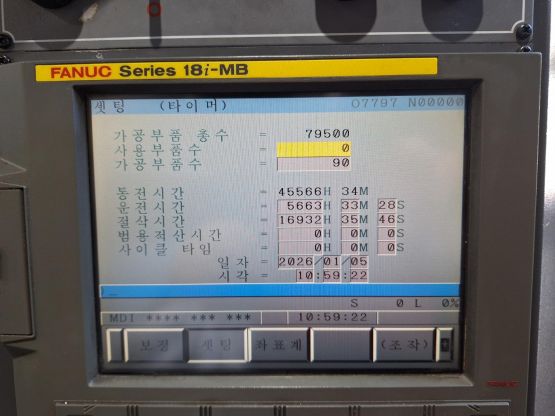 FANUC Series 18i-MB
셋팅 (타이머) O7797 N00000
가공부품 총수 = 79500
사용부품수 = 0
가공부품수 = 90
통전시간 = 45566H 34M
운전시간 = 5663H 33M 28S
절삭시간 = 16932H 35M 46S
범용적산시간 = 0H 0M 0S
사이클 타임 = 0H 0M 0S
일자 = 2026/01/05
시각 = 10:59:22
S 0 L 0%
MDI **** *** *** 10:59:22
보정 셋팅 좌표계 (조작)
FANUC